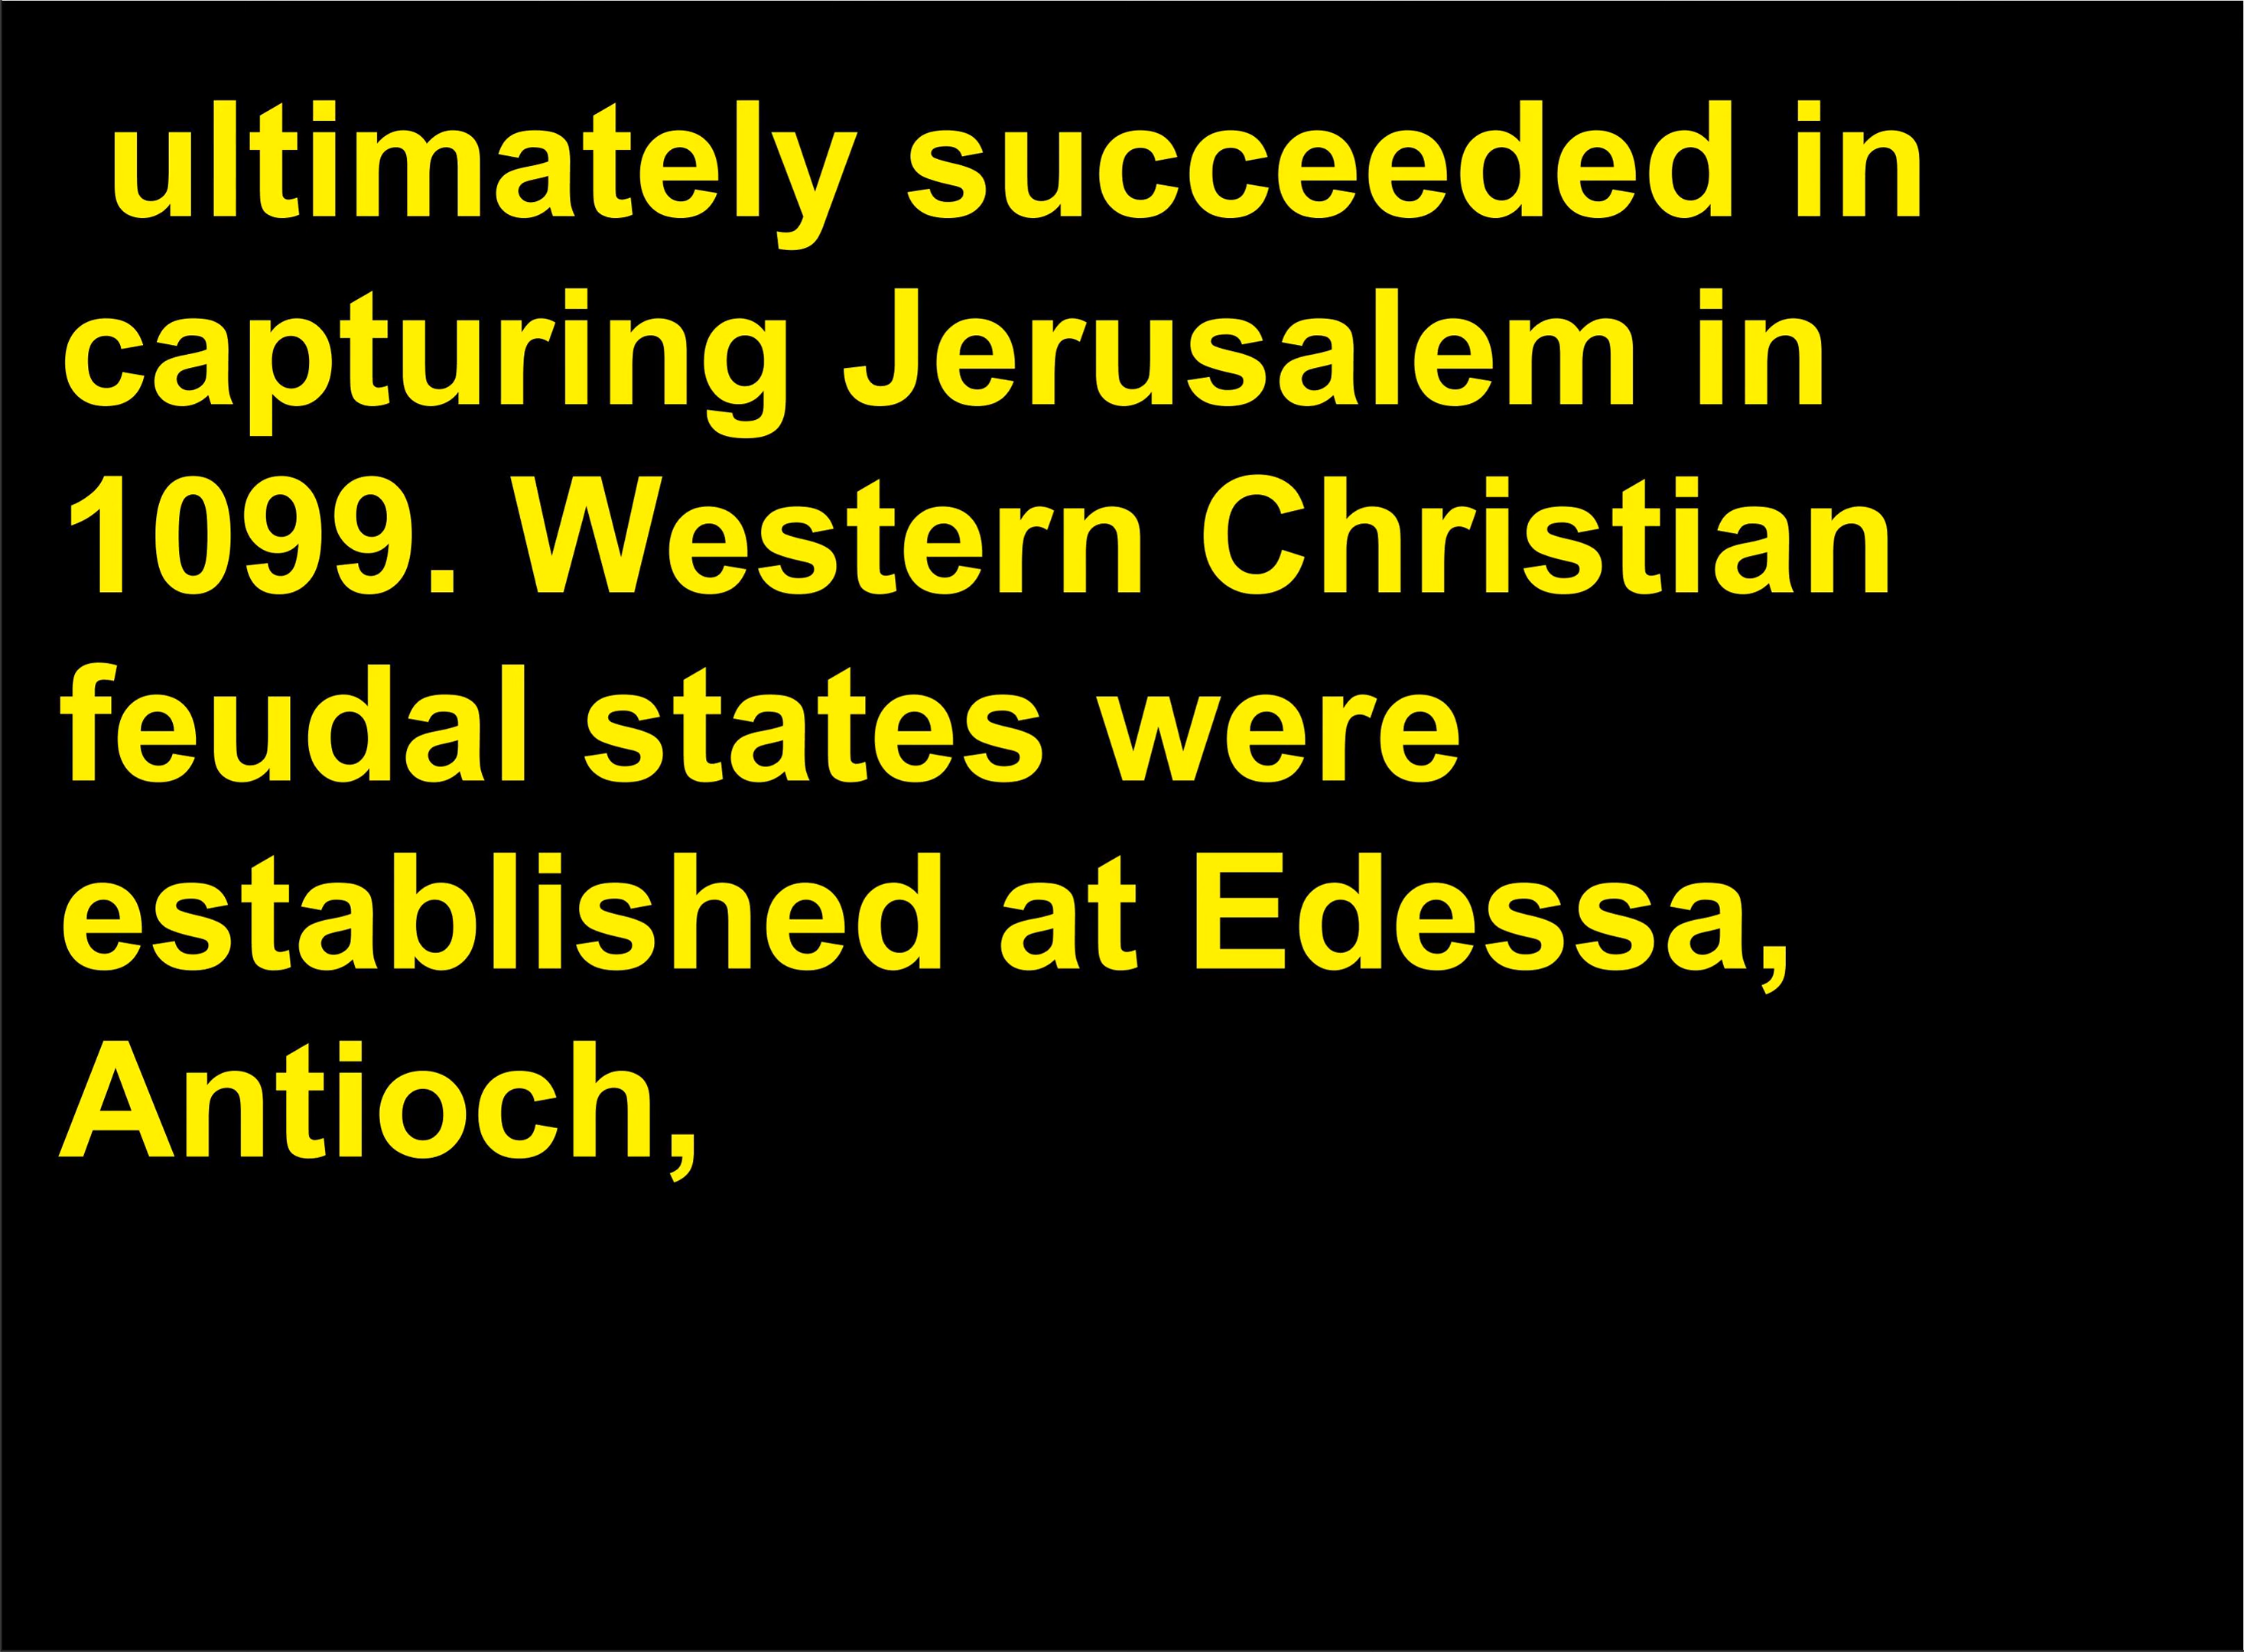 ultimately succeeded in
capturing Jerusalem in
1099. Western Christian
feudal states were
established at Edessa,
Antioch,